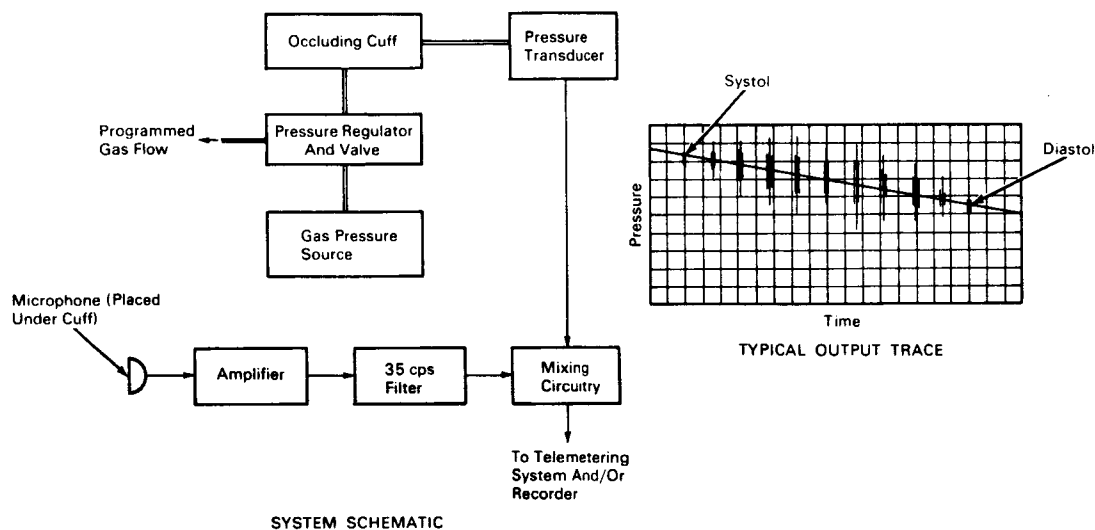 Occluding Cuff
Pressure
Transducer
Programmed
Gas Flow
Pressure Regulator
And Valve
Gas Pressure
Source
Microphone (Placed
Under Cuff)
Amplifier
35 cps
Filter
Mixing
Circuitry
To Telemetering
System And/Or
Recorder
SYSTEM SCHEMATIC
Systol
Diastol
Pressure
Time
TYPICAL OUTPUT TRACE